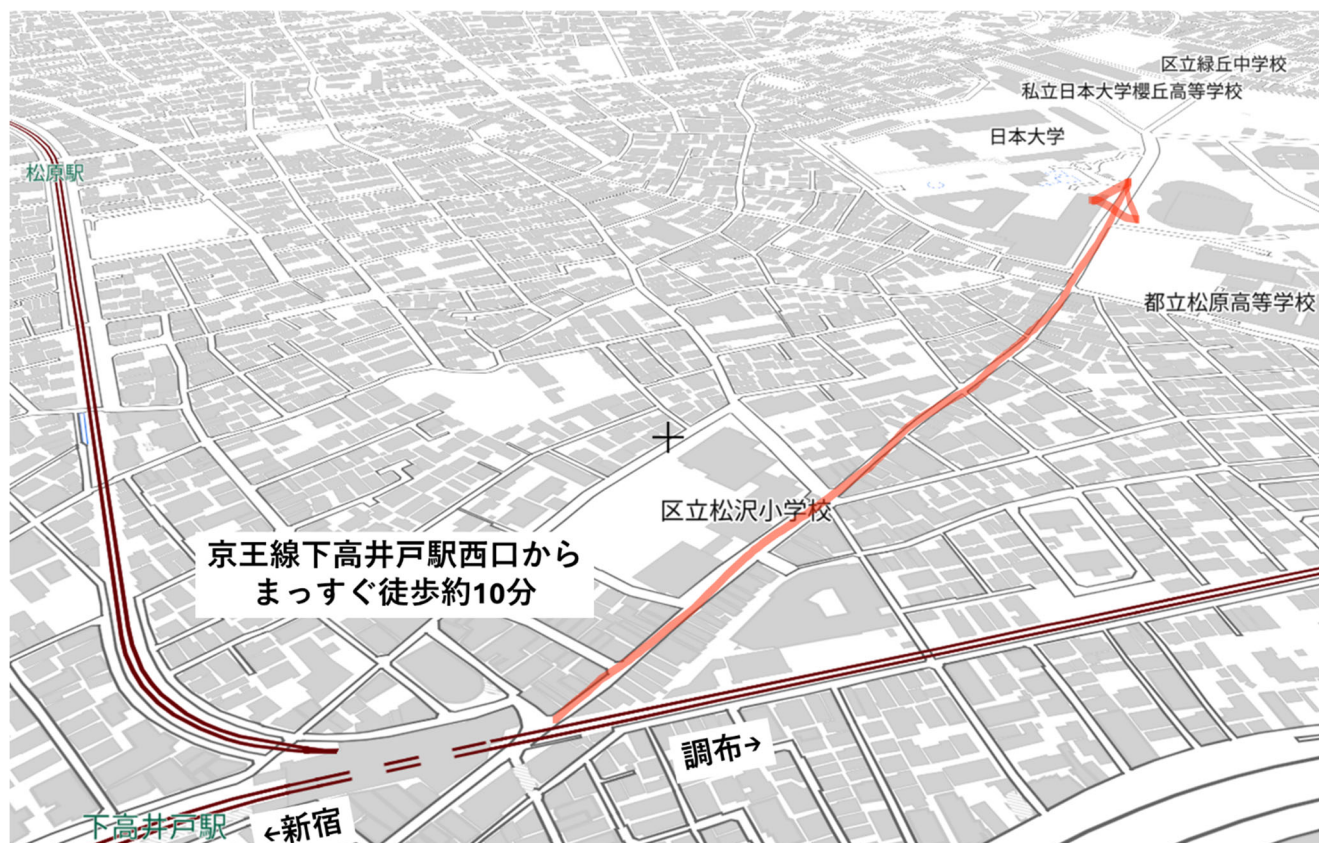 区立緑丘中学校
私立日本大学櫻丘高等学校
日本大学
松原駅
都立松原高等学校
区立松沢小学校
京王線下高井戸駅西口から
まっすぐ徒歩約10分
調布→
下高井戸駅
←新宿